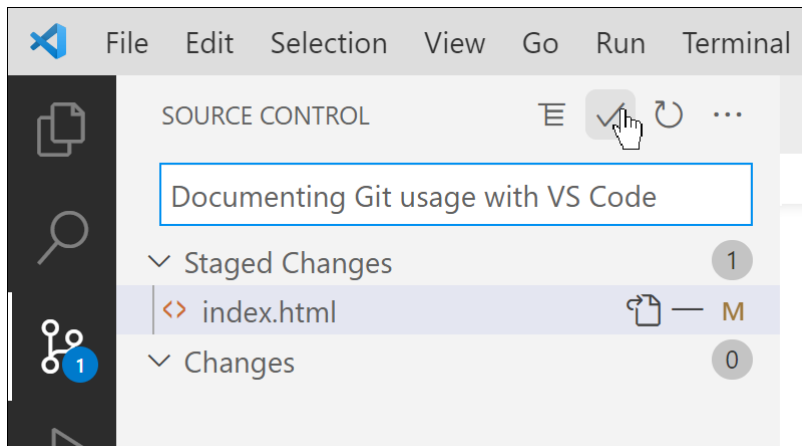 File Edit Selection View Go Run Terminal
SOURCE CONTROL
Documenting Git usage with VS Code
Staged Changes 1
<> index.html M
1
Changes 0